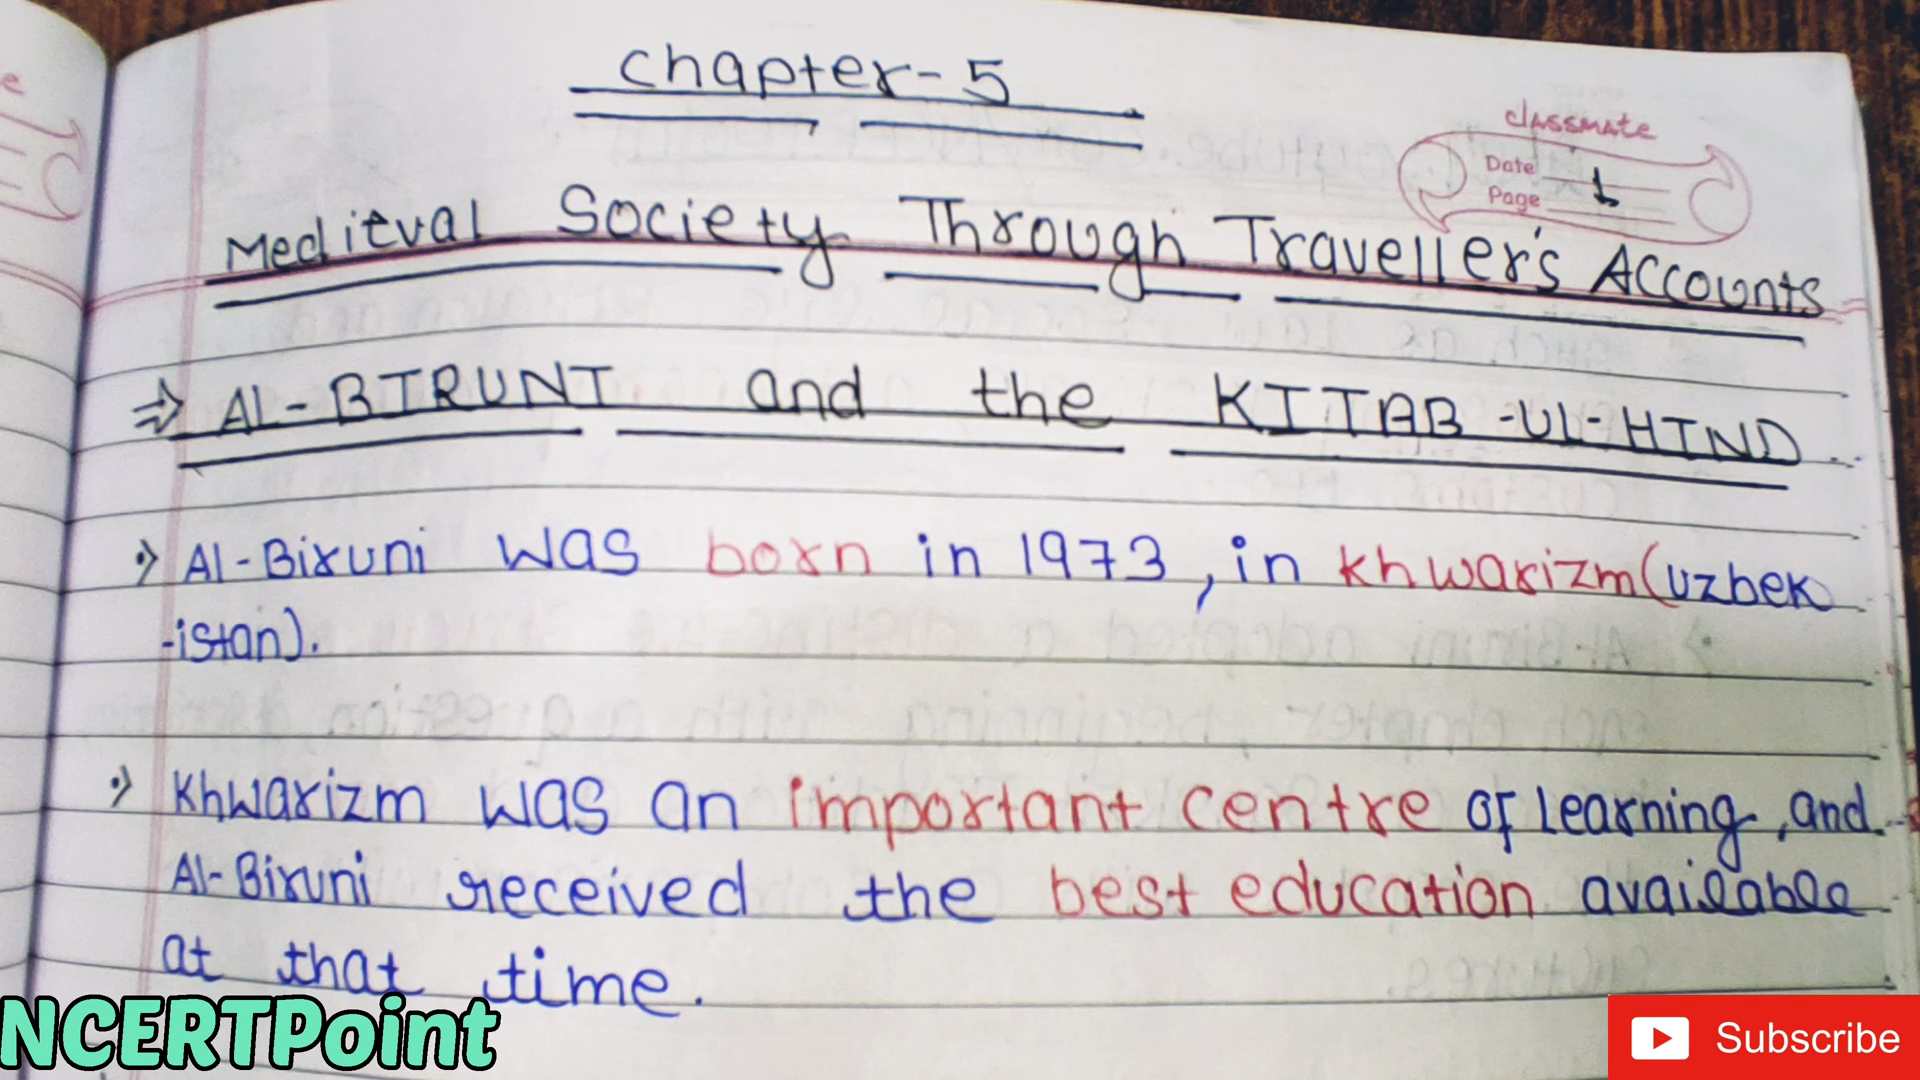 chapter-5
classmate
Date
Page 1
Meditval Society Through Traveller's Accounts
⇒ Al-BIRUNI and the KITAB-UL-HIND.
Al-Biruni was born in 1973, in khwarizm (uzbek
-istan).
Khwarizm was an important centre of learning, and
Al-Biruni received the best education available
at that time.
NCERTPoint
Subscribe